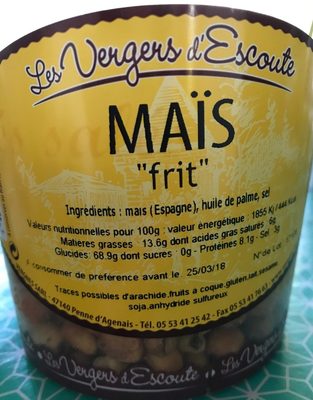 Les Vergers d'Escoute
MAÏS
"frit"
Ingrédients : maïs (Espagne), huile de palme, sel
Valeurs nutritionnelles pour 100g : valeur énergétique : 1855 Kj / 444 Kcal
Matières grasses 13.6g dont acides gras saturés 6g
Glucides: 68.9g dont sucres 0g - Proteines 8.1g - Sel 3g
A consommer de préférence avant le 25/03/18 N°de Lot
Traces possibles d'arachide,fruits à coque,gluten,lait,sésame,
soja,anhydride sulfureux
47140 Penne d'Agenais - Tél. 05 53 41 25 42 - Fax 05 53 41
Les Vergers d'Escoute Les Vergers